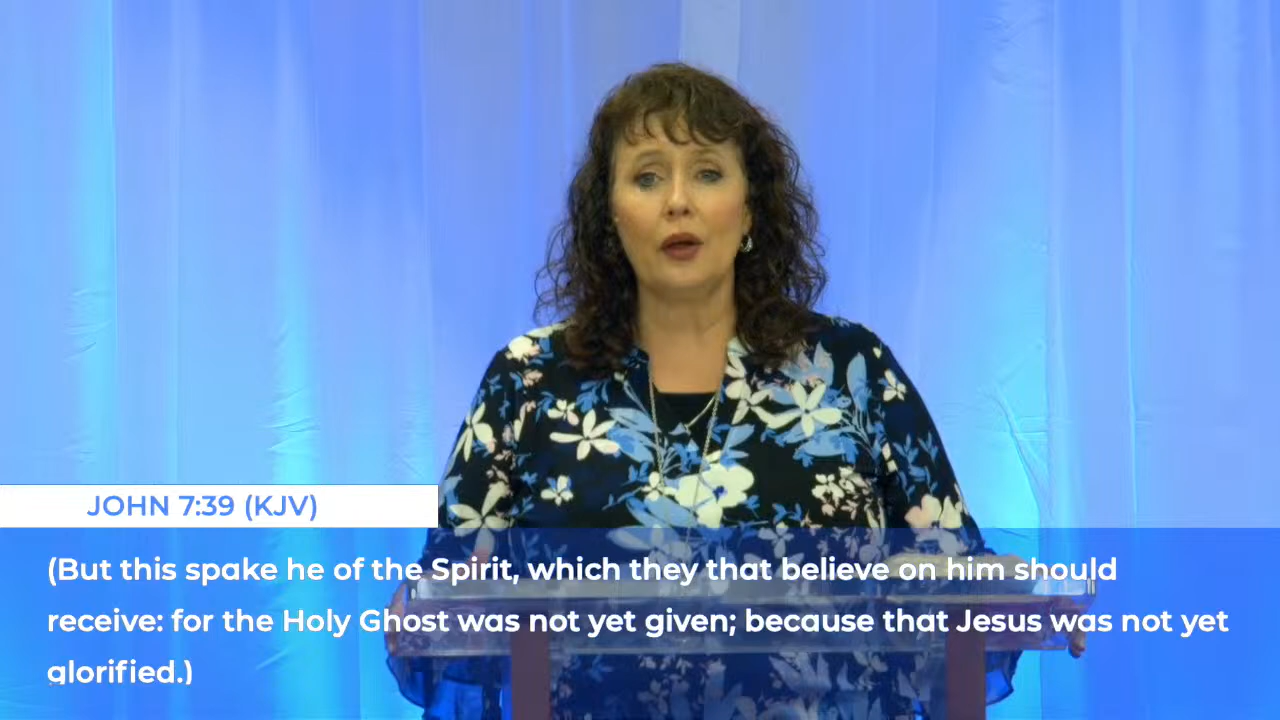 JOHN 7:39 (KJV)
(But this spake he of the Spirit, which they that believe on him should
receive: for the Holy Ghost was not yet given; because that Jesus was not yet
glorified.)